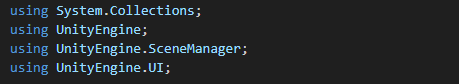 using System.Collections;
using UnityEngine;
using UnityEngine.SceneManager;
using UnityEngine.UI;